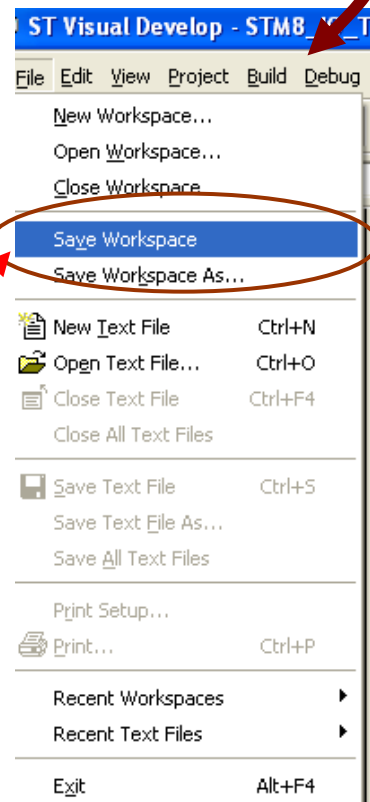 ST Visual Develop - STM8_
File Edit View Project Build Debug
New Workspace...
Open Workspace...
Close Workspace
Save Workspace
Save Workspace As...
New Text File Ctrl+N
Open Text File... Ctrl+O
Close Text File Ctrl+F4
Close All Text Files
Save Text File Ctrl+S
Save Text File As...
Save All Text Files
Print Setup...
Print... Ctrl+P
Recent Workspaces
Recent Text Files
Exit Alt+F4